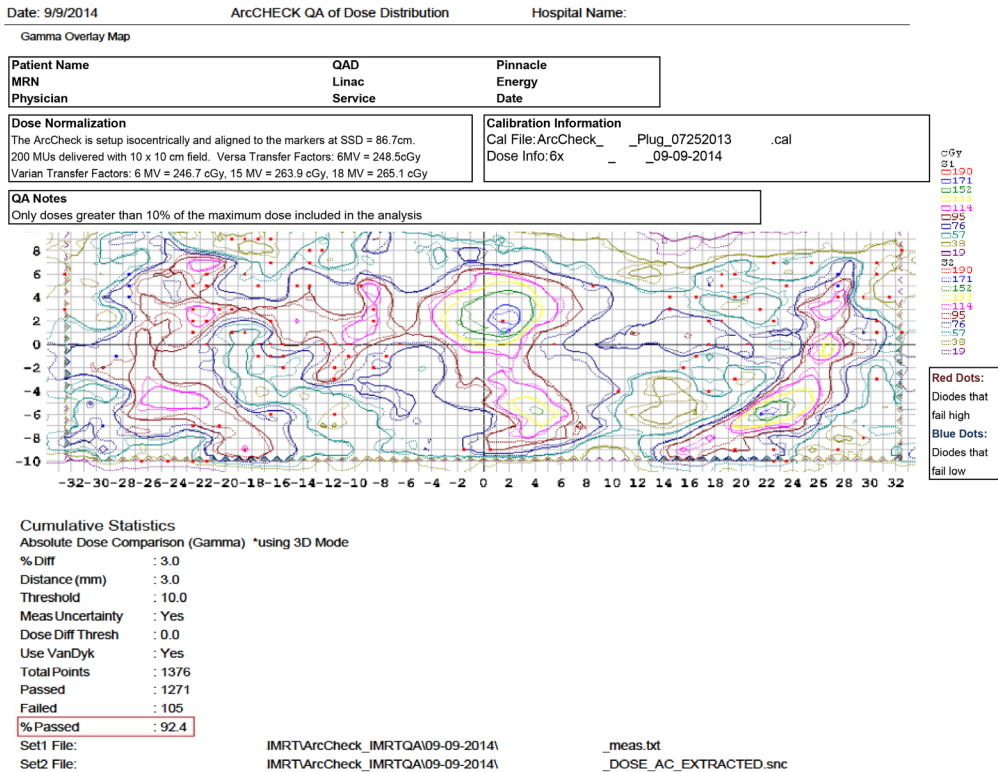 Date: 9/9/2014 ArcCHECK QA of Dose Distribution Hospital Name:
Gamma Overlay Map
Patient Name QAD Pinnacle
MRN Linac Energy
Physician Service Date
Dose Normalization
The ArcCheck is setup isocentrically and aligned to the markers at SSD = 86.7cm.
200 MUs delivered with 10 x 10 cm field. Versa Transfer Factors: 6MV = 248.5cGy
Varian Transfer Factors: 6 MV = 246.7 cGy, 15 MV = 263.9 cGy, 18 MV = 265.1 cGy
Calibration Information
Cal File:ArcCheck_ _Plug_07252013 .cal
Dose Info:6x _ _09-09-2014
QA Notes
Only doses greater than 10% of the maximum dose included in the analysis
cGy
S1
190
171
152
133
114
95
76
57
38
19
S2
190
171
152
133
114
95
76
57
38
19
8
6
4
2
0
-2
-4
-6
-8
-10
-32-30-28-26-24-22-20-18-16-14-12-10 -8 -6 -4 -2 0 2 4 6 8 10 12 14 16 18 20 22 24 26 28 30 32
Red Dots:
Diodes that
fail high
Blue Dots:
Diodes that
fail low
Cumulative Statistics
Absolute Dose Comparison (Gamma) *using 3D Mode
% Diff : 3.0
Distance (mm) : 3.0
Threshold : 10.0
Meas Uncertainty : Yes
Dose Diff Thresh : 0.0
Use VanDyk : Yes
Total Points : 1376
Passed : 1271
Failed : 105
% Passed : 92.4
Set1 File: IMRT\ArcCheck_IMRTQA\09-09-2014\ _meas.txt
Set2 File: IMRT\ArcCheck_IMRTQA\09-09-2014\ _DOSE_AC_EXTRACTED.snc